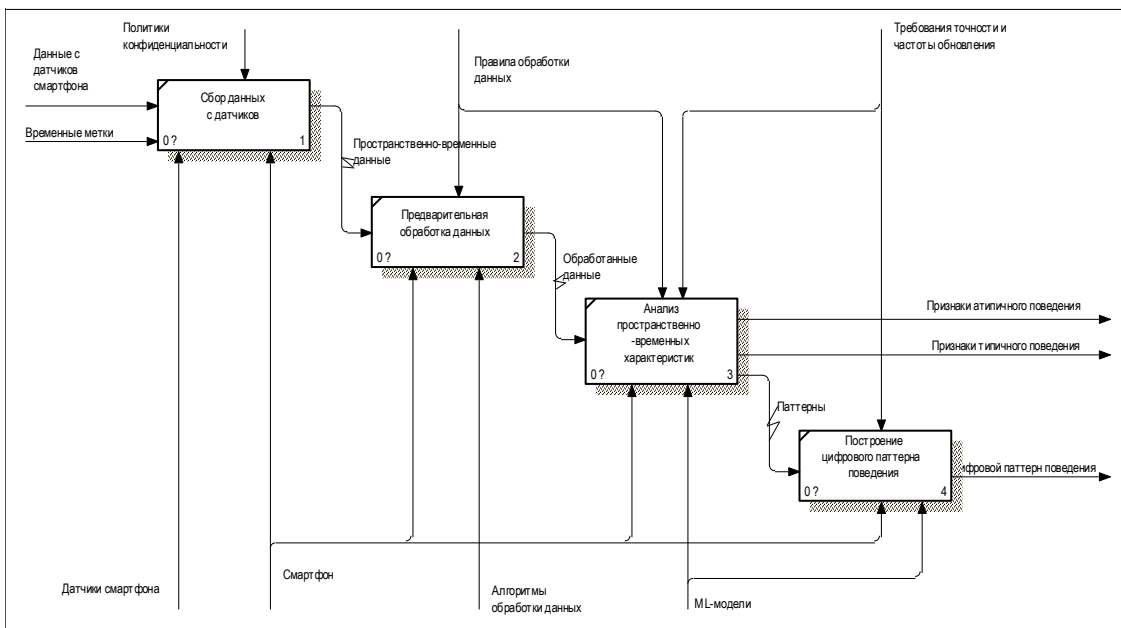 Политики
конфиденциальности
Требования точности и
частоты обновления
Данные с
датчиков
смартфона
Правила обработки
данных
Сбор данных
с датчиков
0 ?
1
Временные метки
Пространственно-временные
данные
Предварительная
обработка данных
0 ?
2
Обработанные
данные
Анализ
пространственно
-временных
характеристик
0 ?
3
Признаки атипичного поведения
Признаки типичного поведения
Паттерны
Построение
цифрового паттерна
поведения
0 ?
4
ифровой паттерн поведения
Датчики смартфона
Смартфон
Алгоритмы
обработки данных
ML-модели